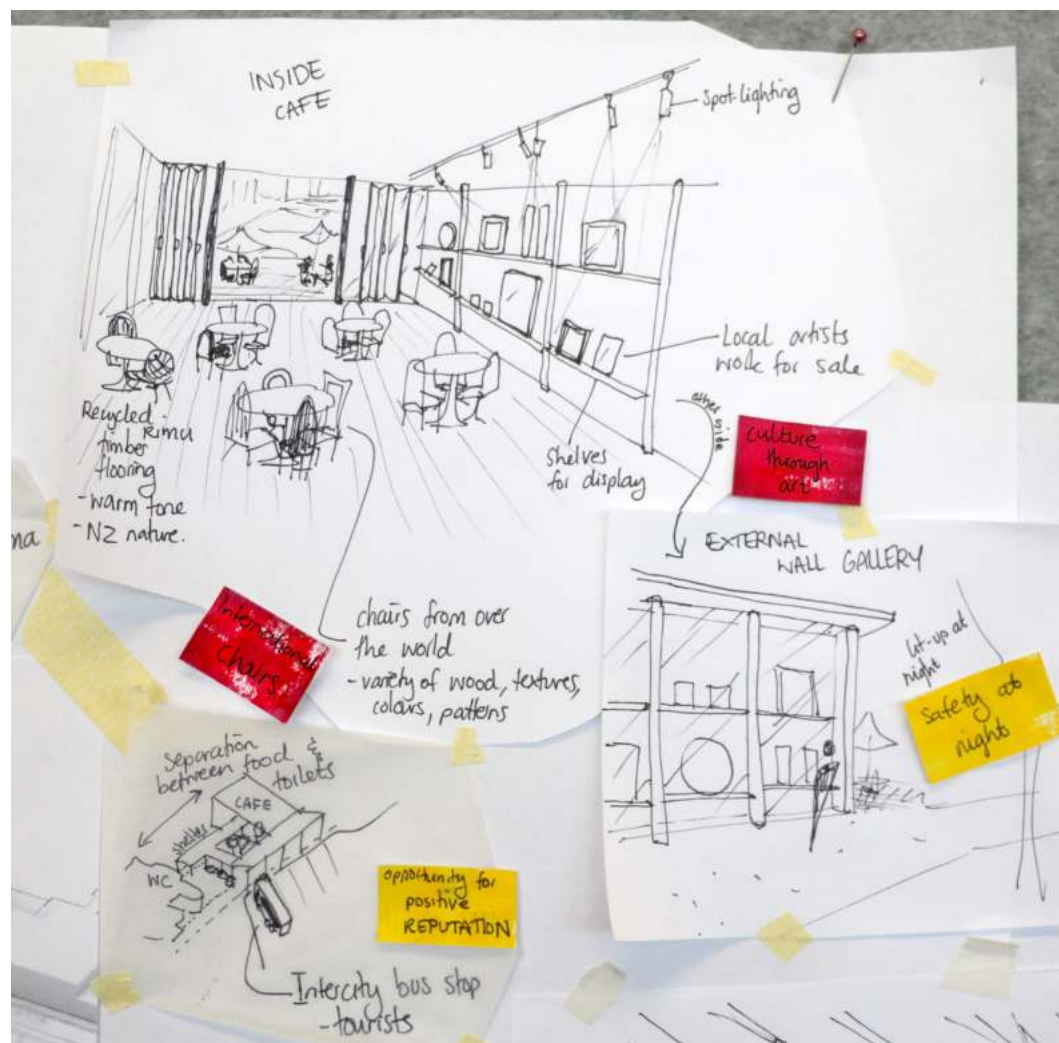 INSIDE
CAFE
Spot-lighting
Local artists
work for sale
Shelves
for display
Recycled
Rimu
timber
flooring
- warm tone
- NZ nature.
other side
culture
through
art
EXTERNAL
WALL GALLERY
na
International
Chairs
chairs from over
the world
- variety of wood, textures,
colours, patterns
Lit-up at
night
Safety at
night
Separation &
between food
toilets
CAFE
shelter
WC
opportunity for
positive
REPUTATION
Intercity bus stop
- tourists